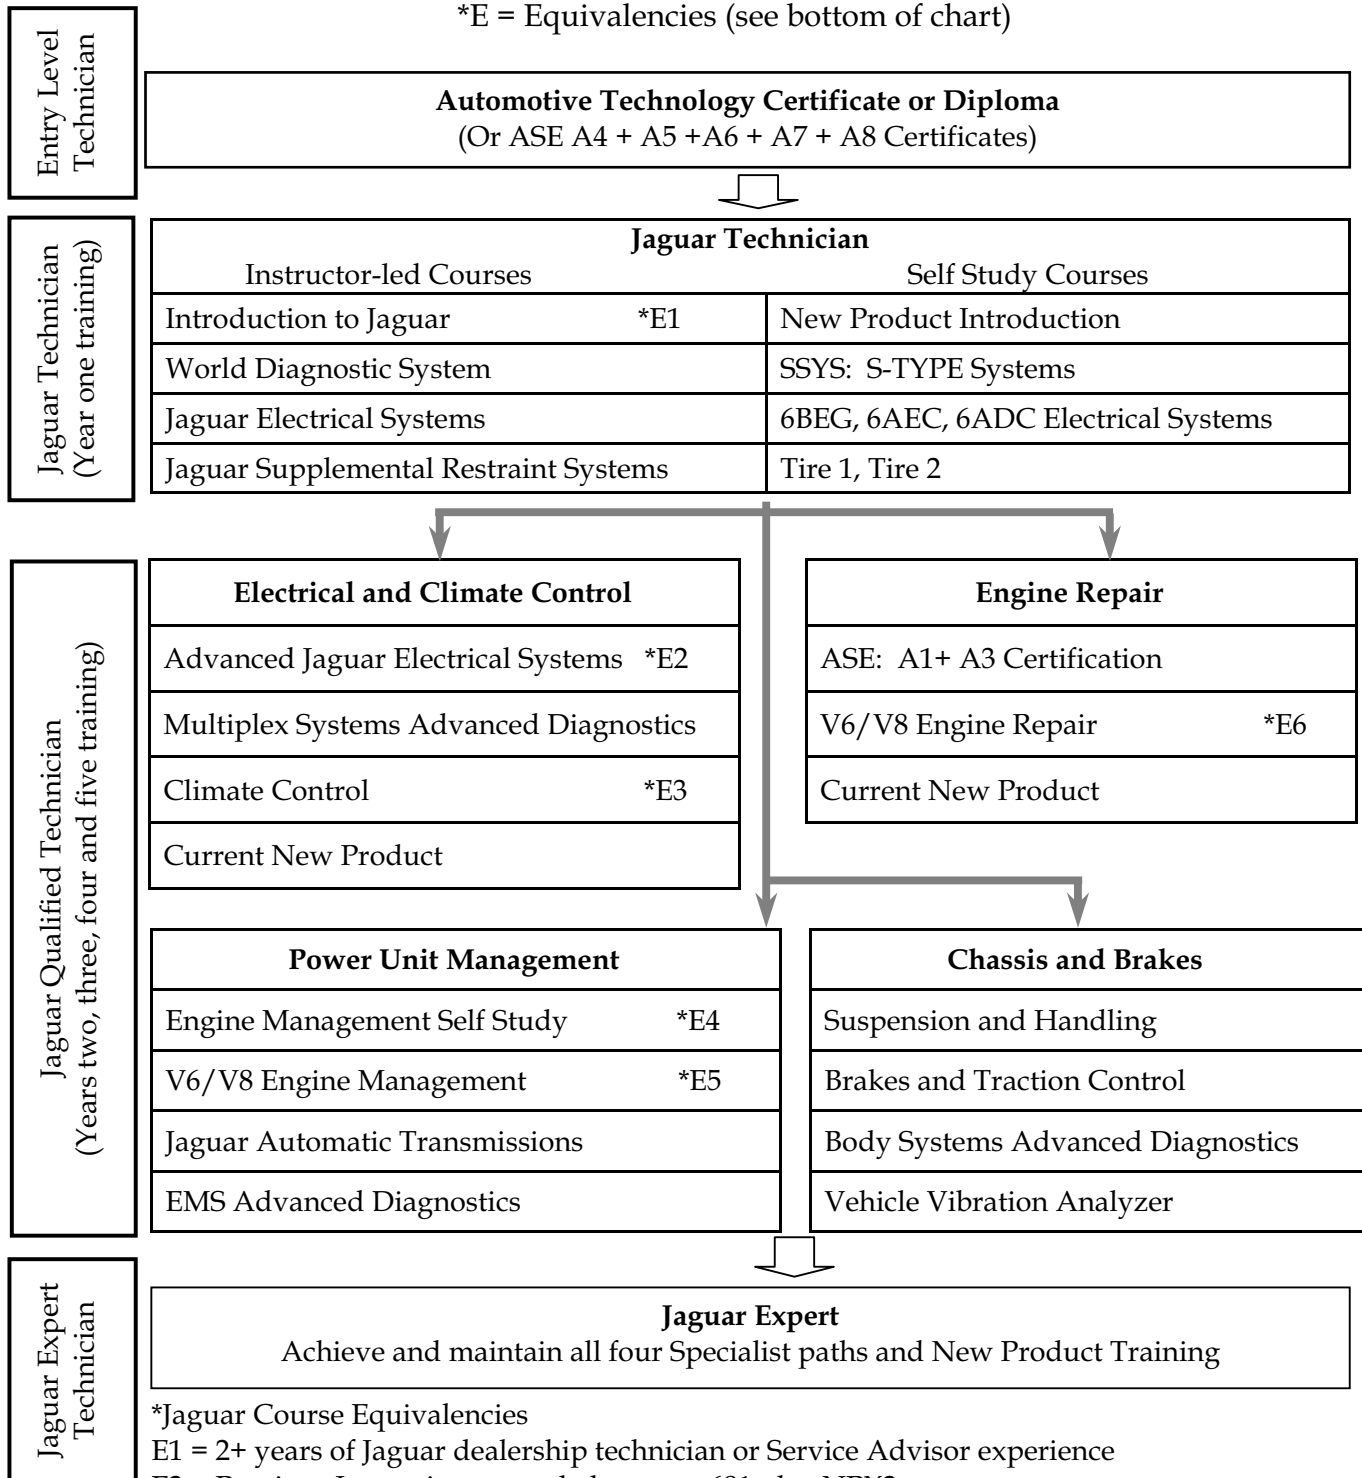 *E = Equivalencies (see bottom of chart)
Entry Level
Technician
Automotive Technology Certificate or Diploma
(Or ASE A4 + A5 +A6 + A7 + A8 Certificates)
Jaguar Technician
(Year one training)
Jaguar Technician
Instructor-led Courses
Self Study Courses
Introduction to Jaguar *E1
New Product Introduction
World Diagnostic System
SSYS: S-TYPE Systems
Jaguar Electrical Systems
6BEG, 6AEC, 6ADC Electrical Systems
Jaguar Supplemental Restraint Systems
Tire 1, Tire 2
Jaguar Qualified Technician
(Years two, three, four and five training)
Electrical and Climate Control
Advanced Jaguar Electrical Systems *E2
Multiplex Systems Advanced Diagnostics
Climate Control *E3
Current New Product
Engine Repair
ASE: A1+ A3 Certification
V6/V8 Engine Repair *E6
Current New Product
Power Unit Management
Engine Management Self Study *E4
V6/V8 Engine Management *E5
Jaguar Automatic Transmissions
EMS Advanced Diagnostics
Chassis and Brakes
Suspension and Handling
Brakes and Traction Control
Body Systems Advanced Diagnostics
Vehicle Vibration Analyzer
Jaguar Expert
Technician
Jaguar Expert
Achieve and maintain all four Specialist paths and New Product Training
*Jaguar Course Equivalencies
E1 = 2+ years of Jaguar dealership technician or Service Advisor experience